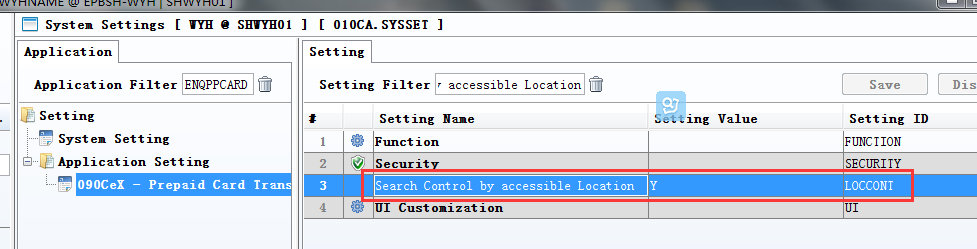 WYHNAME @ EPBSH-WYH | SHWYH01 ]
System Settings [ WYH @ SHWYH01 ] [ 010CA.SYSSET ]
Application
Setting
Application Filter ENQPPCARD
Setting Filter accessible Location
Save
Dis
Setting
System Setting
Application Setting
090CeX - Prepaid Card Trans
# Setting Name Setting Value Setting ID
1 Function FUNCTION
2 Security SECURITY
3 Search Control by accessible Location Y LOCCONT
4 UI Customization UI